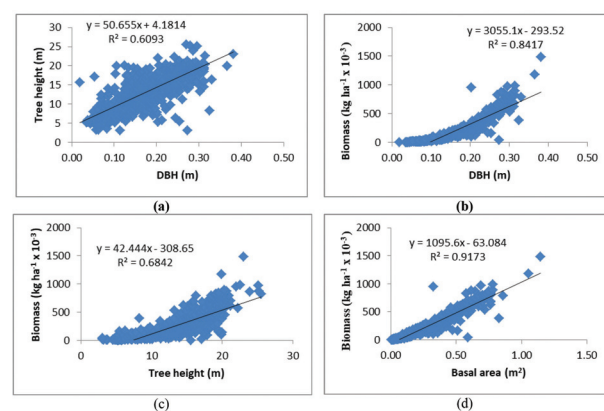 y = 50.655x + 4.1814
R² = 0.6093
Tree height (m)
30
25
20
15
10
5
0
0.00 0.10 0.20 0.30 0.40 0.50
DBH (m)
(a)
y = 3055.1x - 293.52
R² = 0.8417
Biomass (kg ha⁻¹ x 10⁻³)
2000
1500
1000
500
0
0.00 0.10 0.20 0.30 0.40 0.50
DBH (m)
(b)
y = 42.444x - 308.65
R² = 0.6842
Biomass (kg ha⁻¹ x 10⁻³)
2000
1500
1000
500
0
0 10 20 30
Tree height (m)
(c)
y = 1095.6x - 63.084
R² = 0.9173
Biomass (kg ha⁻¹ x 10⁻³)
2000
1500
1000
500
0
0.00 0.50 1.00 1.50
Basal area (m²)
(d)